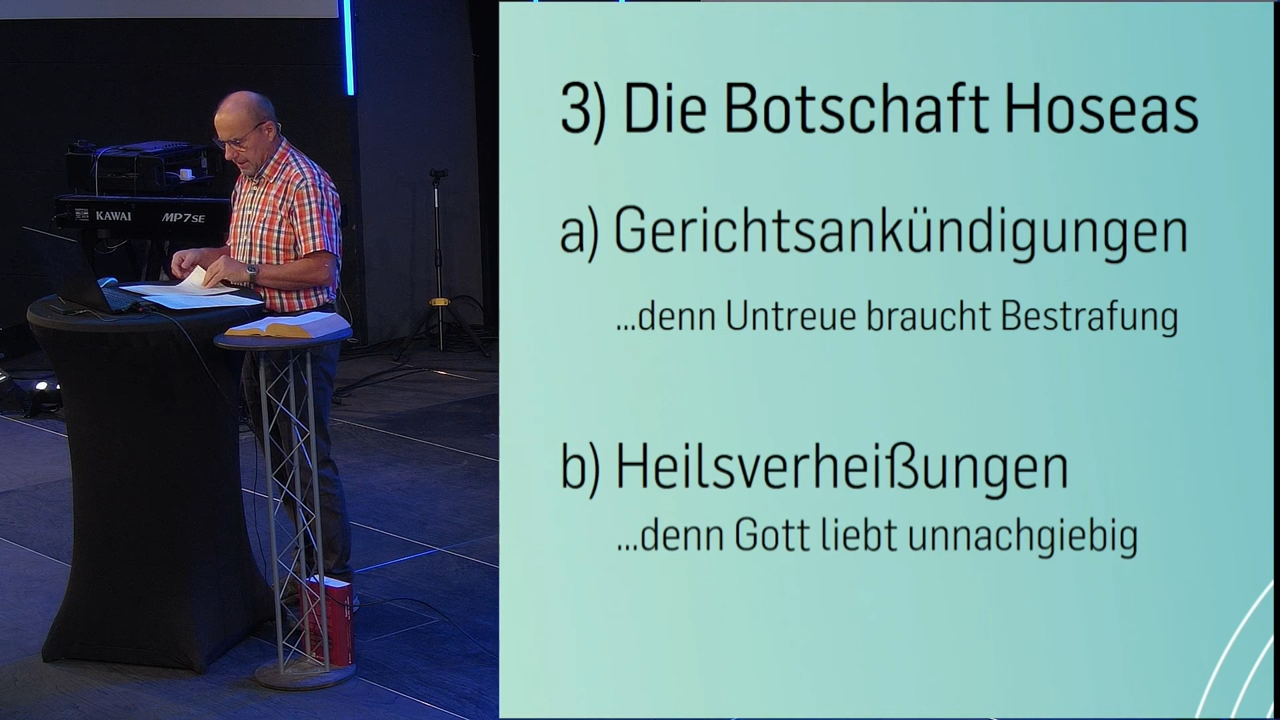 KAWAI MP7SE
3) Die Botschaft Hoseas
a) Gerichtsankündigungen
...denn Untreue braucht Bestrafung
b) Heilsverheißungen
...denn Gott liebt unnachgiebig